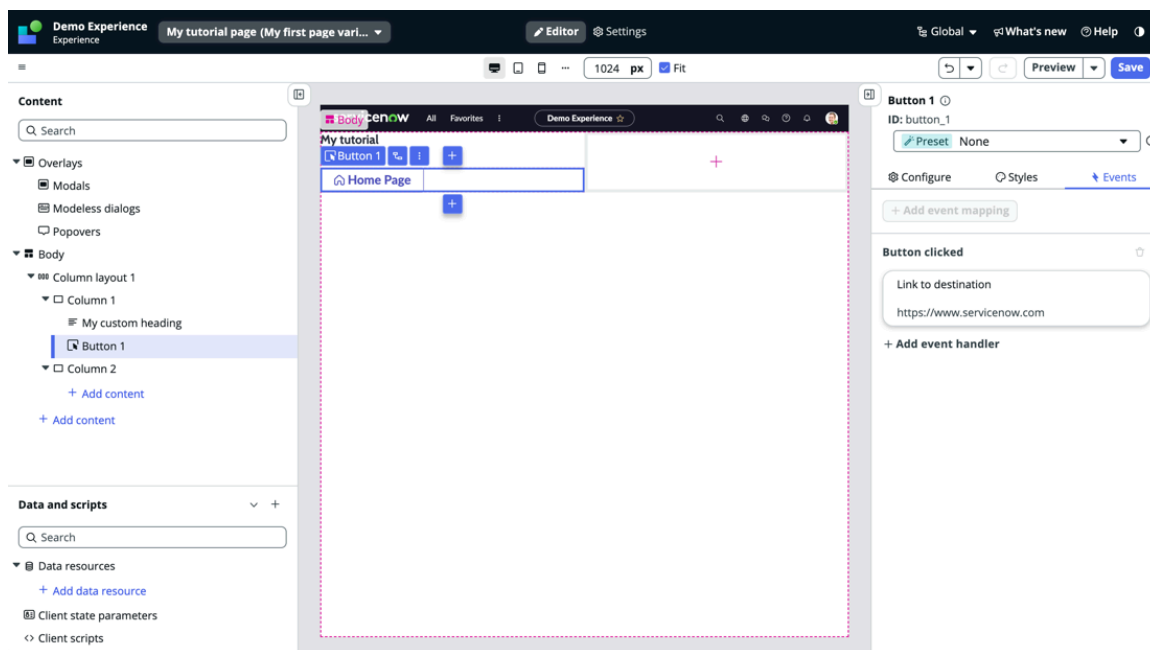 Demo Experience
Experience
My tutorial page (My first page vari...
Editor
Settings
Global
What's new
Help
1024 px
Fit
Preview
Save
Content
Search
Overlays
Modals
Modeless dialogs
Popovers
Body
Column layout 1
Column 1
My custom heading
Button 1
Column 2
+ Add content
+ Add content
Data and scripts
Search
Data resources
+ Add data resource
Client state parameters
Client scripts
Body
cenow
All
Favorites
Demo Experience
My tutorial
Button 1
Home Page
Button 1
ID: button_1
Preset None
Configure
Styles
Events
+ Add event mapping
Button clicked
Link to destination
https://www.servicenow.com
+ Add event handler